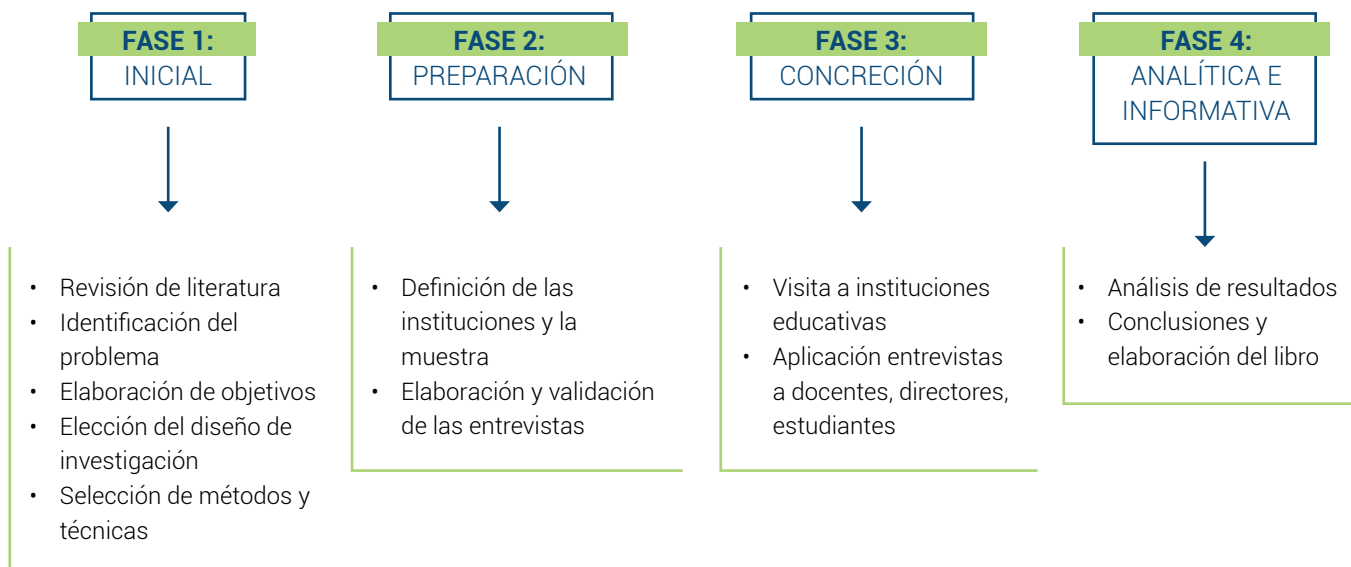 FASE 1:
INICIAL
• Revisión de literatura
• Identificación del
problema
• Elaboración de objetivos
• Elección del diseño de
investigación
• Selección de métodos y
técnicas
FASE 2:
PREPARACIÓN
• Definición de las
instituciones y la
muestra
• Elaboración y validación
de las entrevistas
FASE 3:
CONCRECIÓN
• Visita a instituciones
educativas
• Aplicación entrevistas
a docentes, directores,
estudiantes
FASE 4:
ANALÍTICA E
INFORMATIVA
• Análisis de resultados
• Conclusiones y
elaboración del libro